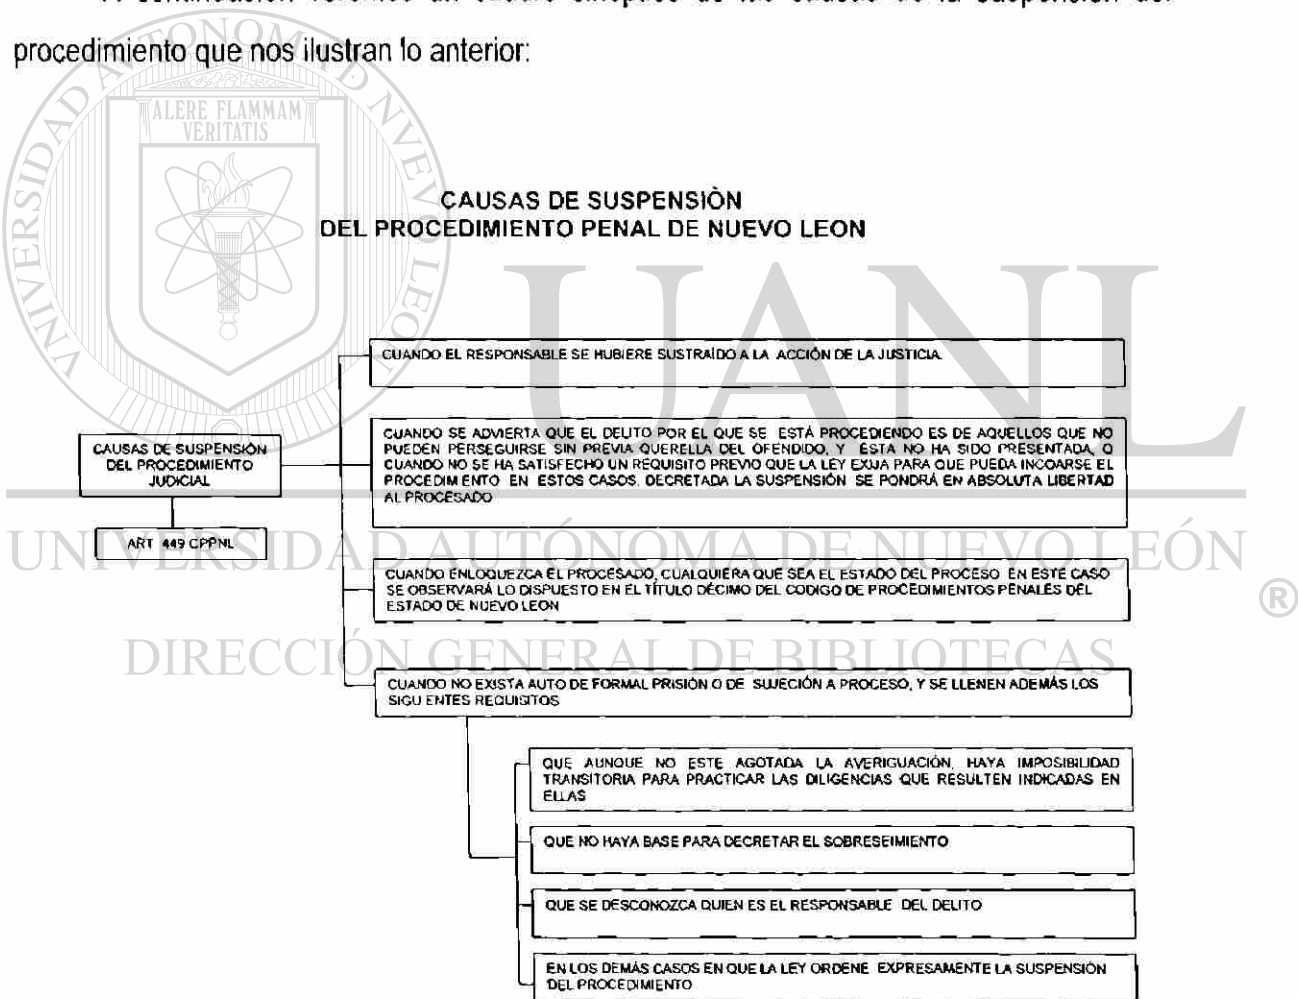 procedimiento que nos ilustran lo anterior:
ALERE FLAMMAM
VERITATIS
UNIVERSIDAD AUTONOMA DE NUEVO LEON
CAUSAS DE SUSPENSIÒN
DEL PROCEDIMIENTO PENAL DE NUEVO LEON
UANL
CUANDO EL RESPONSABLE SE HUBIERE SUSTRAÍDO A LA ACCIÓN DE LA JUSTICIA.
CAUSAS DE SUSPENSIÓN
DEL PROCEDIMIENTO
JUDICIAL
ART 449 CPPNL
CUANDO SE ADVIERTA QUE EL DELITO POR EL QUE SE ESTÁ PROCEDIENDO ES DE AQUELLOS QUE NO
PUEDEN PERSEGUIRSE SIN PREVIA QUERELLA DEL OFENDIDO, Y ÉSTA NO HA SIDO PRESENTADA, O
CUANDO NO SE HA SATISFECHO UN REQUISITO PREVIO QUE LA LEY EXIJA PARA QUE PUEDA INCOARSE EL
PROCEDIM ENTO EN ESTOS CASOS, DECRETADA LA SUSPENSIÓN SE PONDRÁ EN ABSOLUTA LIBERTAD
AL PROCESADO
UNIVERSIDAD AUTÓNOMA DE NUEVO LEÓN
®
CUANDO ENLOQUEZCA EL PROCESADO, CUALQUIERA QUE SEA EL ESTADO DEL PROCESO EN ESTE CASO
SE OBSERVARÁ LO DISPUESTO EN EL TÍTULO DÉCIMO DEL CODIGO DE PROCEDIMIENTOS PENALES DEL
ESTADO DE NUEVO LEON
DIRECCIÓN GENERAL DE BIBLIOTECAS
CUANDO NO EXISTA AUTO DE FORMAL PRISIÓN O DE SUJECIÓN A PROCESO, Y SE LLENEN ADEMÁS LOS
SIGU ENTES REQUISITOS
QUE AUNQUE NO ESTE AGOTADA LA AVERIGUACIÓN, HAYA IMPOSIBILIDAD
TRANSITORIA PARA PRACTICAR LAS DILIGENCIAS QUE RESULTEN INDICADAS EN
ELLAS
QUE NO HAYA BASE PARA DECRETAR EL SOBRESEIMIENTO
QUE SE DESCONOZCA QUIEN ES EL RESPONSABLE DEL DELITO
EN LOS DEMÁS CASOS EN QUE LA LEY ORDENE EXPRESAMENTE LA SUSPENSIÓN
DEL PROCEDIMIENTO